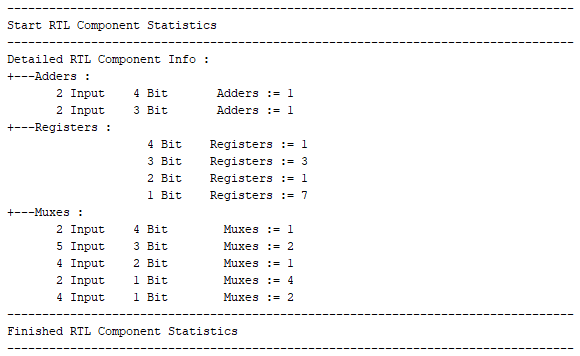 ---------------------------------------------------------------------------------
Start RTL Component Statistics
---------------------------------------------------------------------------------
Detailed RTL Component Info :
+---Adders :
       2 Input    4 Bit       Adders := 1
       2 Input    3 Bit       Adders := 1
+---Registers :
                    4 Bit    Registers := 1
                    3 Bit    Registers := 3
                    2 Bit    Registers := 1
                    1 Bit    Registers := 7
+---Muxes :
       2 Input    4 Bit        Muxes := 1
       5 Input    3 Bit        Muxes := 2
       4 Input    2 Bit        Muxes := 1
       2 Input    1 Bit        Muxes := 4
       4 Input    1 Bit        Muxes := 2
---------------------------------------------------------------------------------
Finished RTL Component Statistics
---------------------------------------------------------------------------------